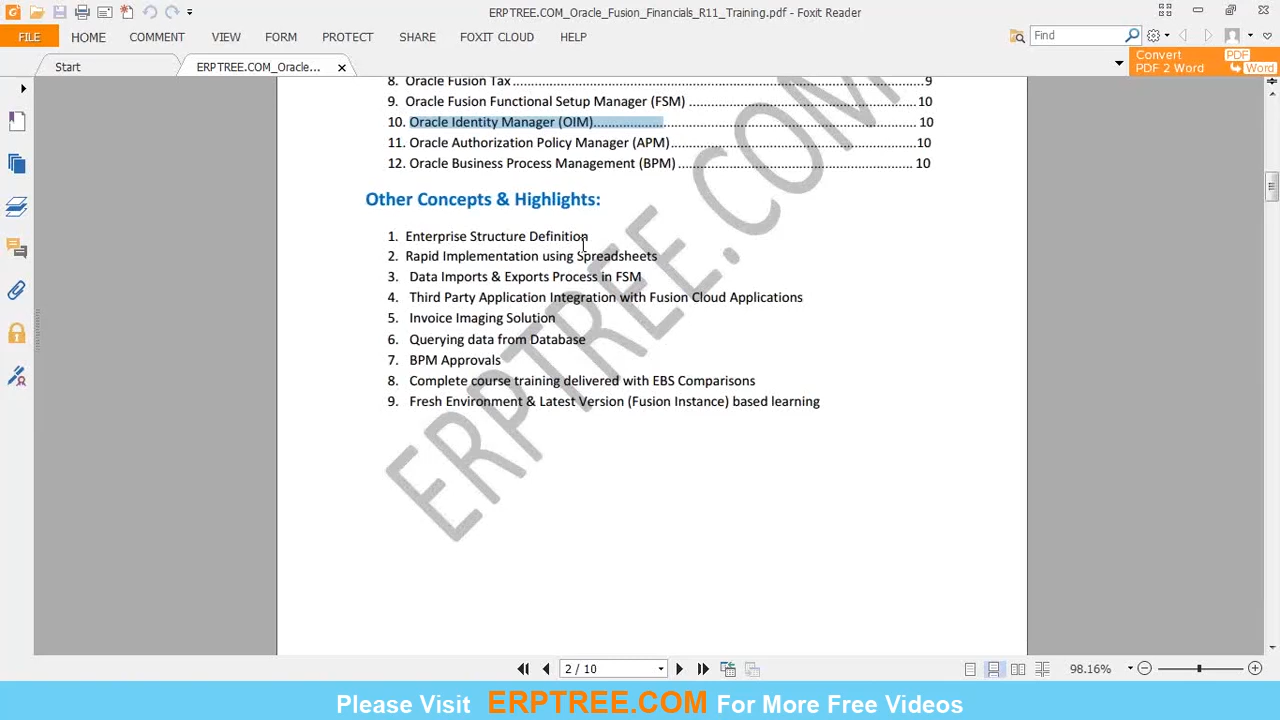 ERPTREE.COM_Oracle_Fusion_Financials_R11_Training.pdf - Foxit Reader
FILE HOME COMMENT VIEW FORM PROTECT SHARE FOXIT CLOUD HELP
Find
Start
ERPTREE.COM_Oracle...
Convert PDF
PDF 2 Word Word
8. Oracle Fusion Tax ........................................................................................................9
9. Oracle Fusion Functional Setup Manager (FSM) ..........................................................10
10. Oracle Identity Manager (OIM)..................................................................................10
11. Oracle Authorization Policy Manager (APM)...............................................................10
12. Oracle Business Process Management (BPM) ............................................................ 10
Other Concepts & Highlights:
1. Enterprise Structure Definition
2. Rapid Implementation using Spreadsheets
3. Data Imports & Exports Process in FSM
4. Third Party Application Integration with Fusion Cloud Applications
5. Invoice Imaging Solution
6. Querying data from Database
7. BPM Approvals
8. Complete course training delivered with EBS Comparisons
9. Fresh Environment & Latest Version (Fusion Instance) based learning
ERPTREE.COM
2 / 10
98.16%
Please Visit ERPTREE.COM For More Free Videos